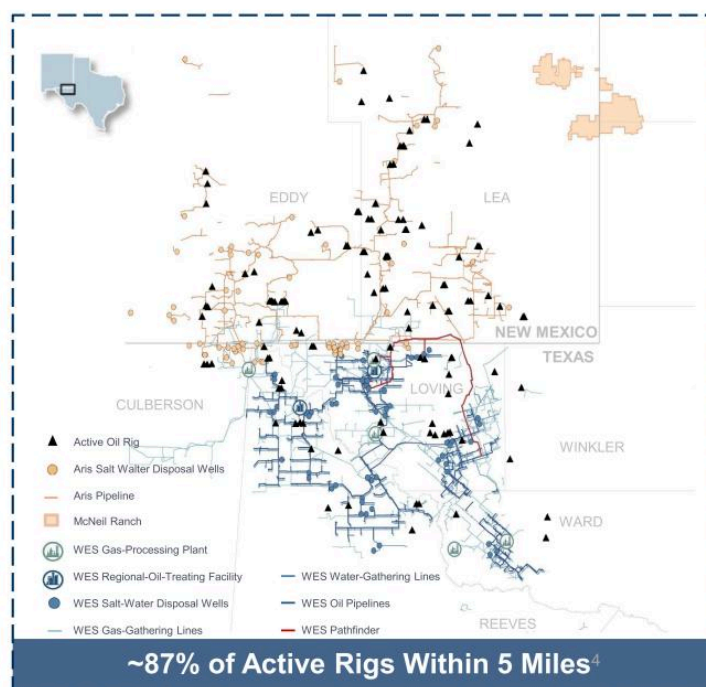 EDDY
LEA
NEW MEXICO
TEXAS
LOVING
CULBERSON
WINKLER
WARD
REEVES
Active Oil Rig
Aris Salt Walter Disposal Wells
Aris Pipeline
McNeil Ranch
WES Gas-Processing Plant
WES Regional-Oil-Treating Facility
WES Salt-Water Disposal Wells
WES Gas-Gathering Lines
WES Water-Gathering Lines
WES Oil Pipelines
WES Pathfinder
~87% of Active Rigs Within 5 Miles4